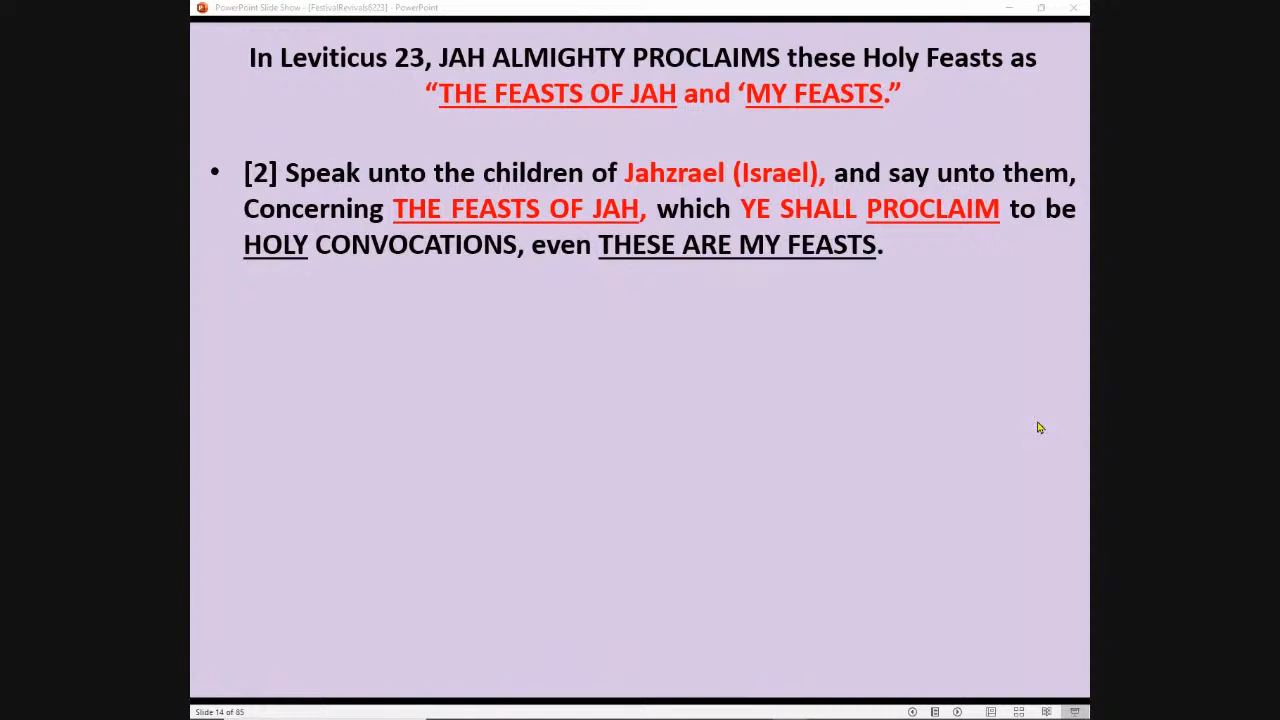 PowerPoint Slide Show - [FestivalRevivals6223] - PowerPoint
In Leviticus 23, JAH ALMIGHTY PROCLAIMS these Holy Feasts as
“THE FEASTS OF JAH and ‘MY FEASTS.”
• [2] Speak unto the children of Jahzrael (Israel), and say unto them,
Concerning THE FEASTS OF JAH, which YE SHALL PROCLAIM to be
HOLY CONVOCATIONS, even THESE ARE MY FEASTS.
Slide 14 of 85